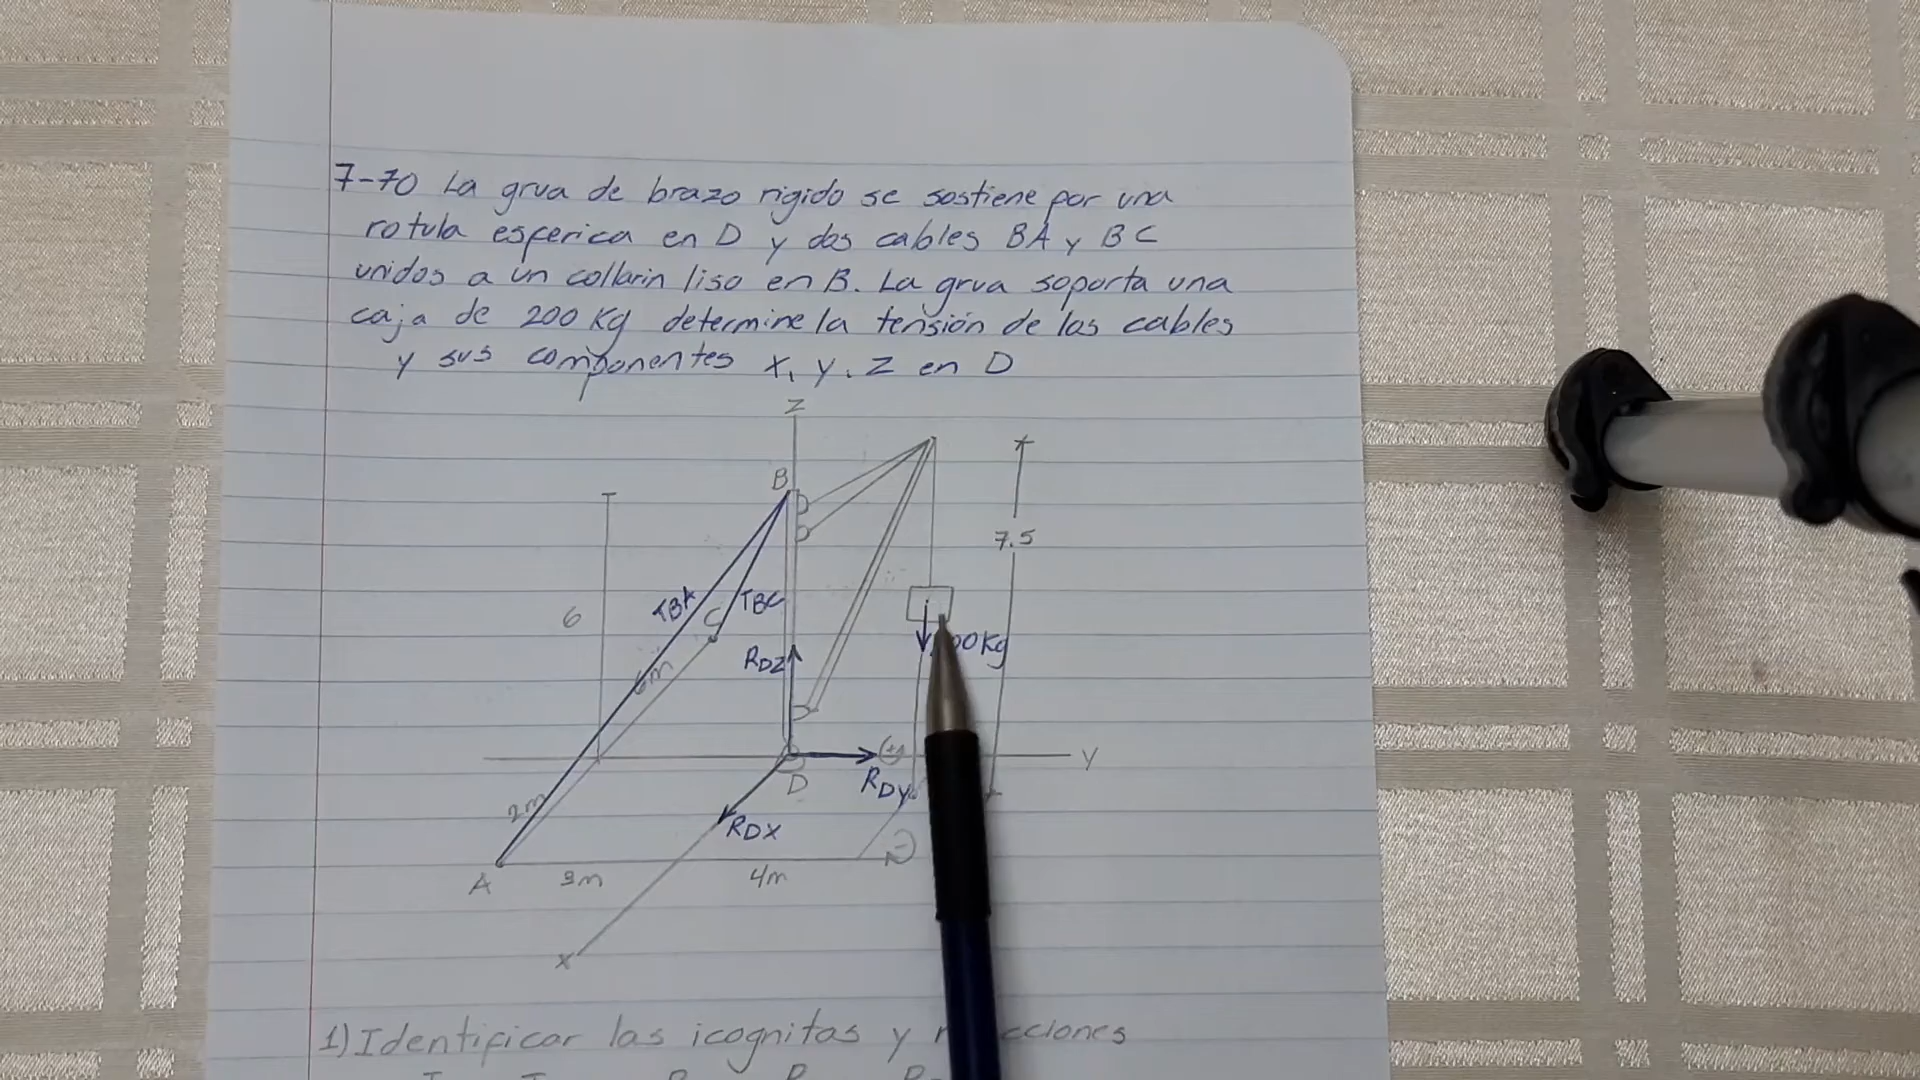 7-70 La grua de brazo rigido se sostiene por una
rotula esferica en D y dos cables BA y BC
unidos a un collarin liso en B. La grua soporta una
caja de 200 Kg determine la tension de los cables
y sus componentes x, y, z en D
Z
B
7.5
6
TBA
TBC
C
6m
RDZ
00Kg
Y
D
RDY
2m
RDX
A
3m
4m
X
1) Identificar las icognitas y